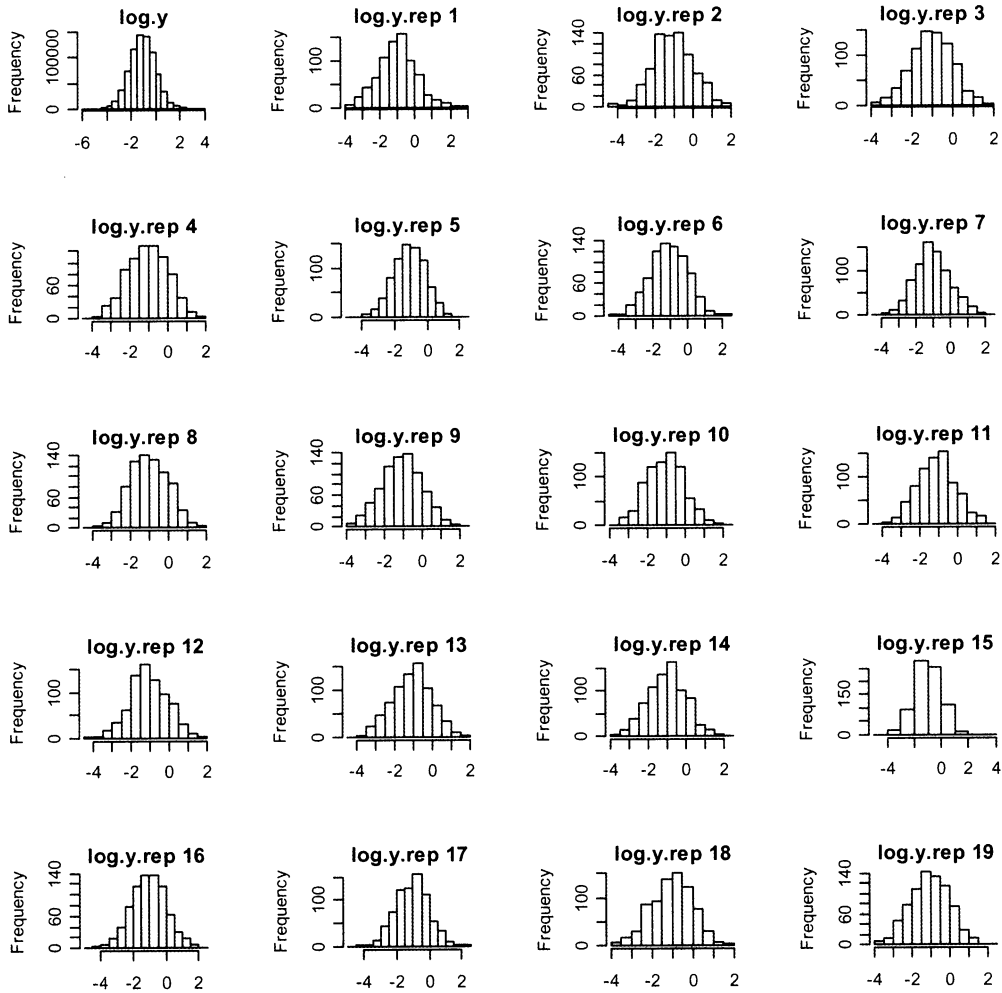 log.y
log.y.rep 1
log.y.rep 2
log.y.rep 3
Frequency
0 100000
-6 -2 2 4
Frequency
0 100
-4 -2 0 2
Frequency
0 60 140
-4 -2 0 2
Frequency
0 100
-4 -2 0 2
log.y.rep 4
log.y.rep 5
log.y.rep 6
log.y.rep 7
Frequency
0 60
-4 -2 0 2
Frequency
0 100
-4 -2 0 2
Frequency
0 60 140
-4 -2 0 2
Frequency
0 100
-4 -2 0 2
log.y.rep 8
log.y.rep 9
log.y.rep 10
log.y.rep 11
Frequency
0 60 140
-4 -2 0 2
Frequency
0 60 140
-4 -2 0 2
Frequency
0 100
-4 -2 0 2
Frequency
0 100
-4 -2 0 2
log.y.rep 12
log.y.rep 13
log.y.rep 14
log.y.rep 15
Frequency
0 100
-4 -2 0 2
Frequency
0 100
-4 -2 0 2
Frequency
0 100
-4 -2 0 2
Frequency
0 150
-4 0 2 4
log.y.rep 16
log.y.rep 17
log.y.rep 18
log.y.rep 19
Frequency
0 60 140
-4 -2 0 2
Frequency
0 100
-4 -2 0 2
Frequency
0 100
-4 -2 0 2
Frequency
0 60 140
-4 -2 0 2